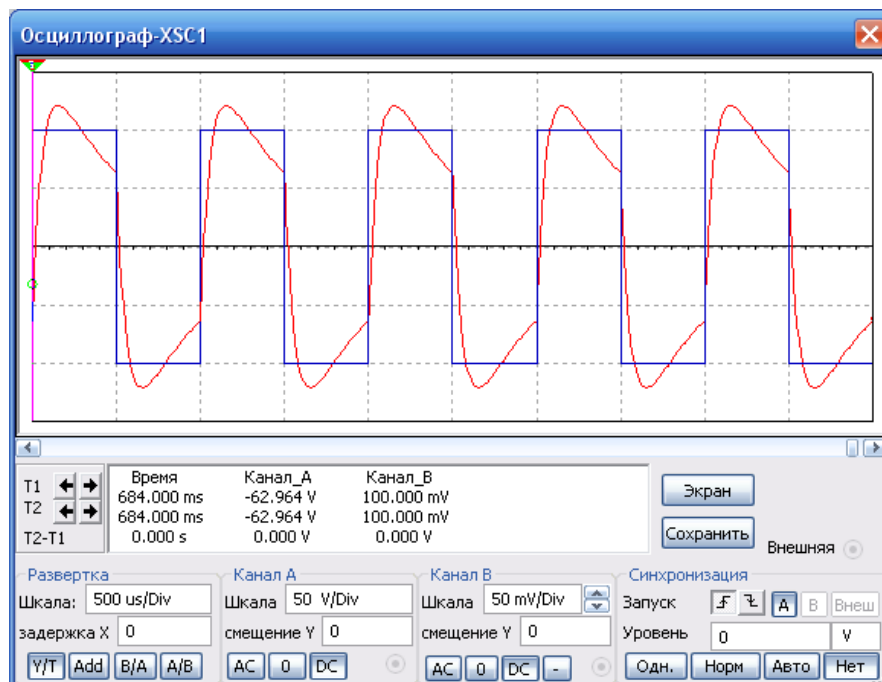 Осциллограф-XSC1
T1
T2
T2-T1
Время Канал_A Канал_B
684.000 ms -62.964 V 100.000 mV
684.000 ms -62.964 V 100.000 mV
0.000 s 0.000 V 0.000 V
Экран
Сохранить
Внешняя
Развертка
Шкала: 500 us/Div
задержка X 0
Y/T Add B/A A/B
Канал A
Шкала 50 V/Div
смещение Y 0
AC 0 DC
Канал B
Шкала 50 mV/Div
смещение Y 0
AC 0 DC -
Синхронизация
Запуск A B Внеш
Уровень 0 V
Одн. Норм Авто Нет